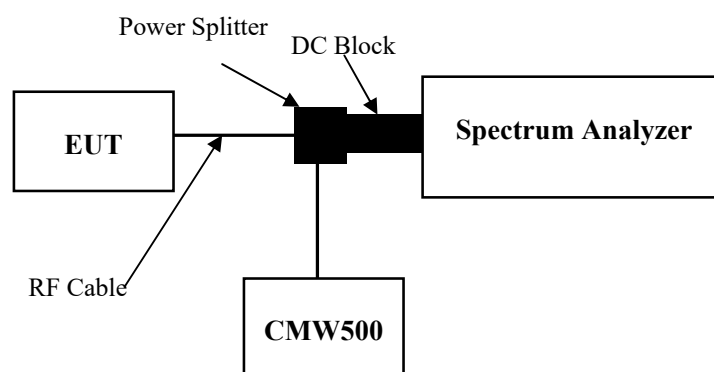 Power Splitter
DC Block
EUT
Spectrum Analyzer
RF Cable
CMW500